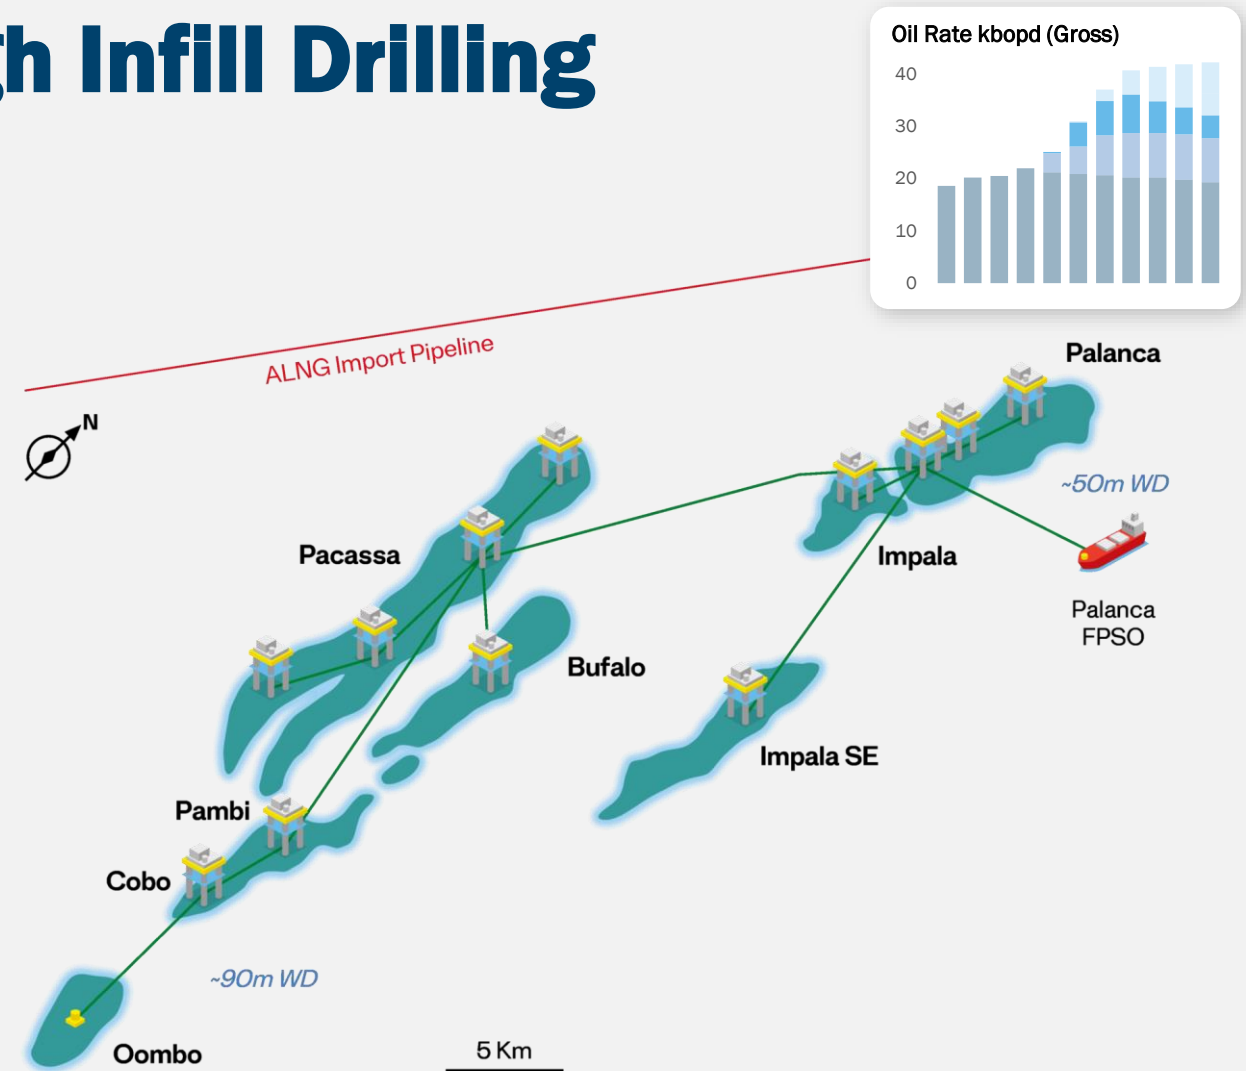 gh Infill Drilling
Oil Rate kbopd (Gross)
40
30
20
10
0
ALNG Import Pipeline
N
Palanca
~50m WD
Pacassa
Impala
Palanca
FPSO
Bufalo
Impala SE
Pambi
Cobo
~90m WD
Oombo
5 Km